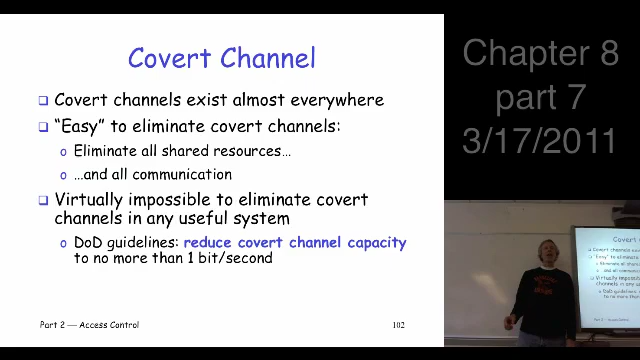 Covert Channel
Covert channels exist almost everywhere
“Easy” to eliminate covert channels:
Eliminate all shared resources…
…and all communication
Virtually impossible to eliminate covert
channels in any useful system
DoD guidelines: reduce covert channel capacity
to no more than 1 bit/second
Part 2 — Access Control
102
Chapter 8
part 7
3/17/2011